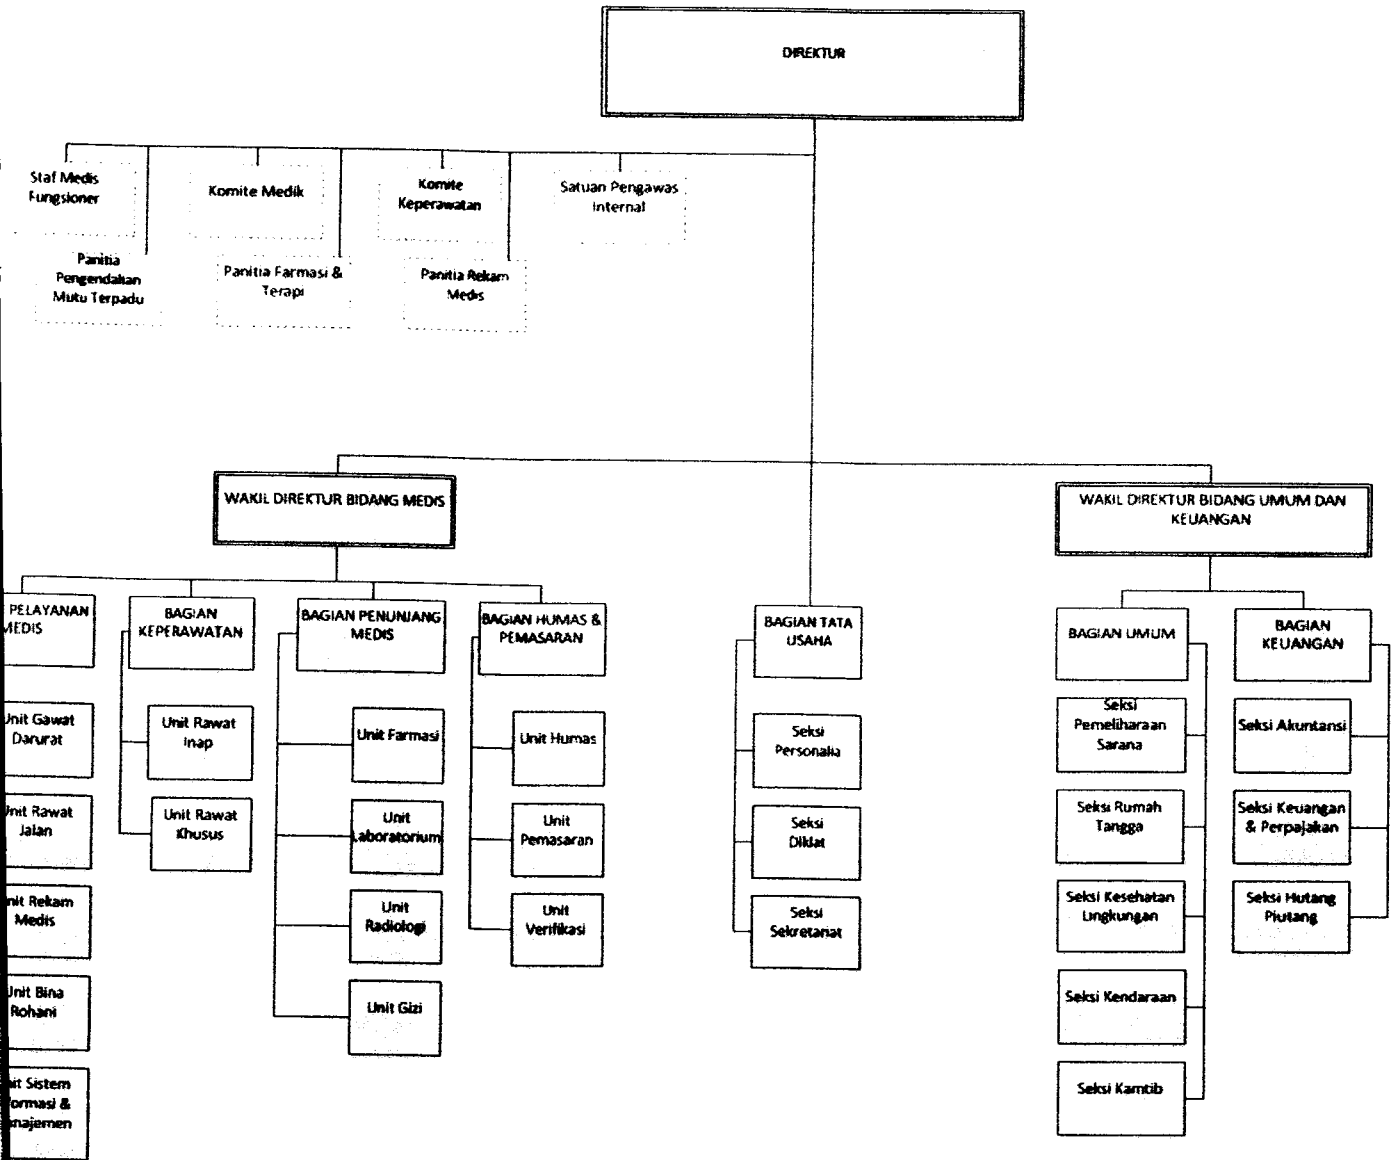 DIREKTUR
Staf Medis
Fungsioner
Komite Medik
Komite
Keperawatan
Satuan Pengawas
Internal
Panitia
Pengendalian
Mutu Terpadu
Panitia Farmasi &
Terapi
Panitia Rekam
Medis
WAKIL DIREKTUR BIDANG MEDIS
WAKIL DIREKTUR BIDANG UMUM DAN
KEUANGAN
PELAYANAN
MEDIS
BAGIAN
KEPERAWATAN
BAGIAN PENUNJANG
MEDIS
BAGIAN HUMAS &
PEMASARAN
BAGIAN TATA
USAHA
BAGIAN UMUM
BAGIAN
KEUANGAN
Unit Gawat
Darurat
Unit Rawat
Jalan
Unit Rekam
Medis
Unit Bina
Rohani
Sistem
&
Unit Rawat
Inap
Unit Rawat
Khusus
Unit Farmasi
Unit
Laboratorium
Unit
Radiologi
Unit Gizi
Unit Humas
Unit
Pemasaran
Unit
Verifikasi
Seksi
Personalia
Seksi
Diklat
Seksi
Sekretariat
Seksi
Pemeliharaan
Sarana
Seksi Rumah
Tangga
Seksi Kesehatan
Lingkungan
Seksi Kendaraan
Seksi Kamtib
Seksi Akuntansi
Seksi Keuangan
& Perpajakan
Seksi Hutang
Piutang